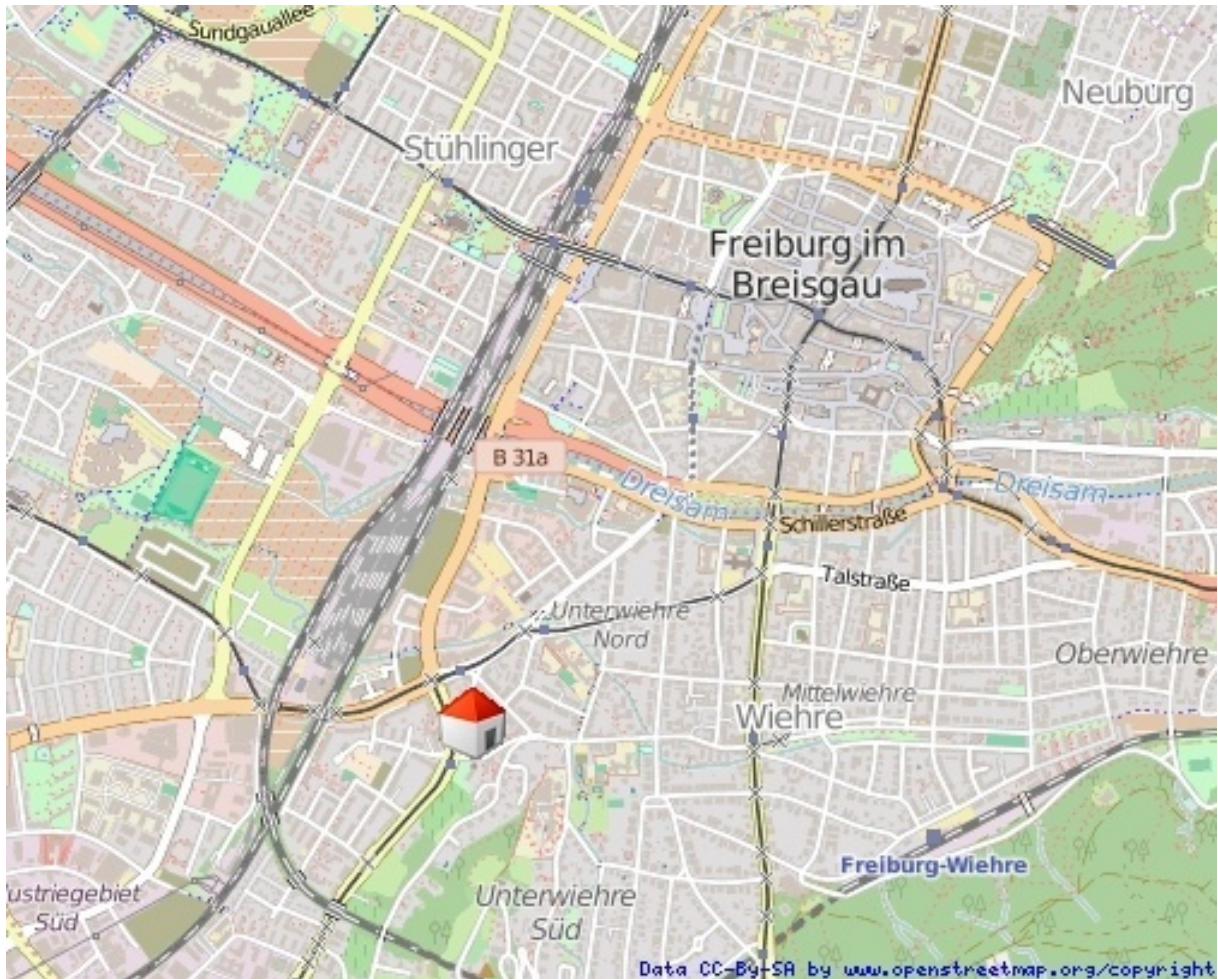 Sundgauallee
Neuburg
Stühlinger
Freiburg im
Breisgau
B 31a
Dreisam
Dreisam
Schillerstraße
Talstraße
Unterwiehre
Nord
Oberwiehre
Mittelwiehre
Wiehre
Freiburg-Wiehre
ustriegebiet
Süd
Unterwiehre
Süd
Data CC-By-SA by www.openstreetmap.org/copyright